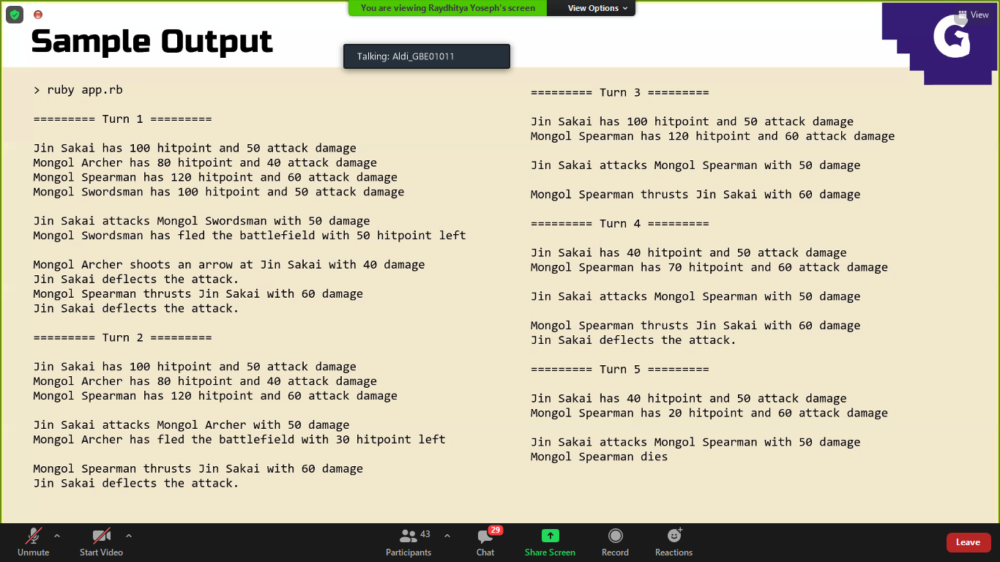 You are viewing Raydhitya Yoseph's screen
View Options
View
Sample Output
G
Talking: Aldi_GBE01011
> ruby app.rb
========= Turn 1 =========
Jin Sakai has 100 hitpoint and 50 attack damage
Mongol Archer has 80 hitpoint and 40 attack damage
Mongol Spearman has 120 hitpoint and 60 attack damage
Mongol Swordsman has 100 hitpoint and 50 attack damage
Jin Sakai attacks Mongol Swordsman with 50 damage
Mongol Swordsman has fled the battlefield with 50 hitpoint left
Mongol Archer shoots an arrow at Jin Sakai with 40 damage
Jin Sakai deflects the attack.
Mongol Spearman thrusts Jin Sakai with 60 damage
Jin Sakai deflects the attack.
========= Turn 2 =========
Jin Sakai has 100 hitpoint and 50 attack damage
Mongol Archer has 80 hitpoint and 40 attack damage
Mongol Spearman has 120 hitpoint and 60 attack damage
Jin Sakai attacks Mongol Archer with 50 damage
Mongol Archer has fled the battlefield with 30 hitpoint left
Mongol Spearman thrusts Jin Sakai with 60 damage
Jin Sakai deflects the attack.
========= Turn 3 =========
Jin Sakai has 100 hitpoint and 50 attack damage
Mongol Spearman has 120 hitpoint and 60 attack damage
Jin Sakai attacks Mongol Spearman with 50 damage
Mongol Spearman thrusts Jin Sakai with 60 damage
========= Turn 4 =========
Jin Sakai has 40 hitpoint and 50 attack damage
Mongol Spearman has 70 hitpoint and 60 attack damage
Jin Sakai attacks Mongol Spearman with 50 damage
Mongol Spearman thrusts Jin Sakai with 60 damage
Jin Sakai deflects the attack.
========= Turn 5 =========
Jin Sakai has 40 hitpoint and 50 attack damage
Mongol Spearman has 20 hitpoint and 60 attack damage
Jin Sakai attacks Mongol Spearman with 50 damage
Mongol Spearman dies
Unmute
Start Video
43
Participants
29
Chat
Share Screen
Record
Reactions
Leave